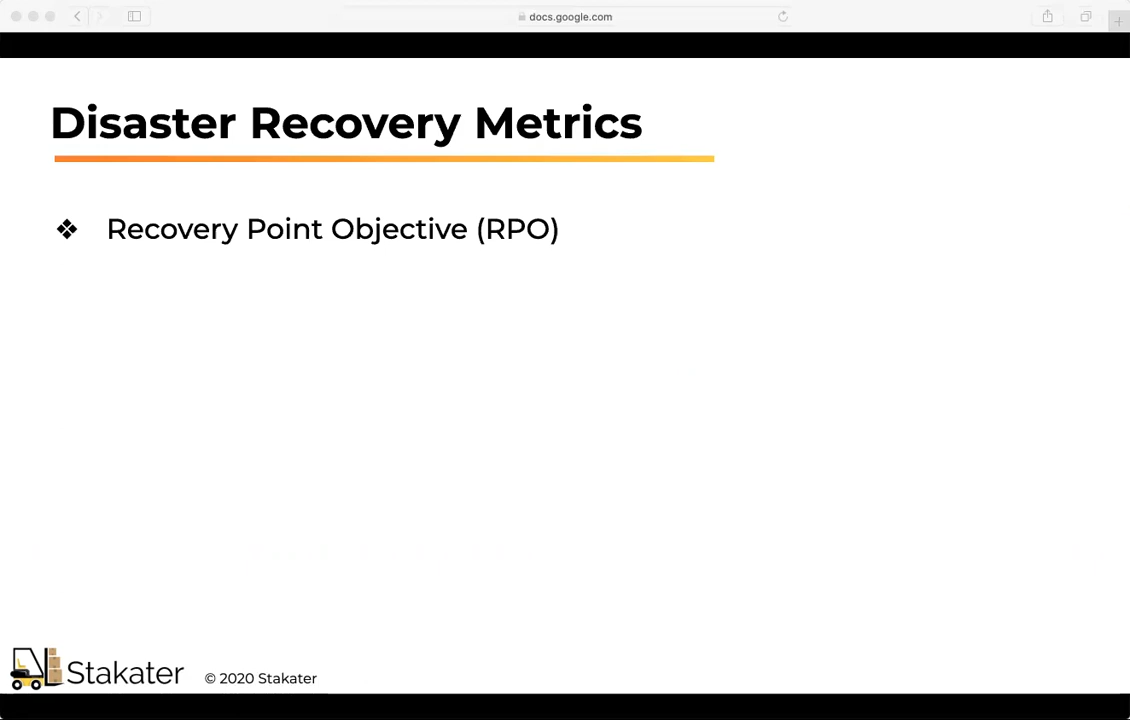 docs.google.com
Disaster Recovery Metrics
❖ Recovery Point Objective (RPO)
Stakater © 2020 Stakater